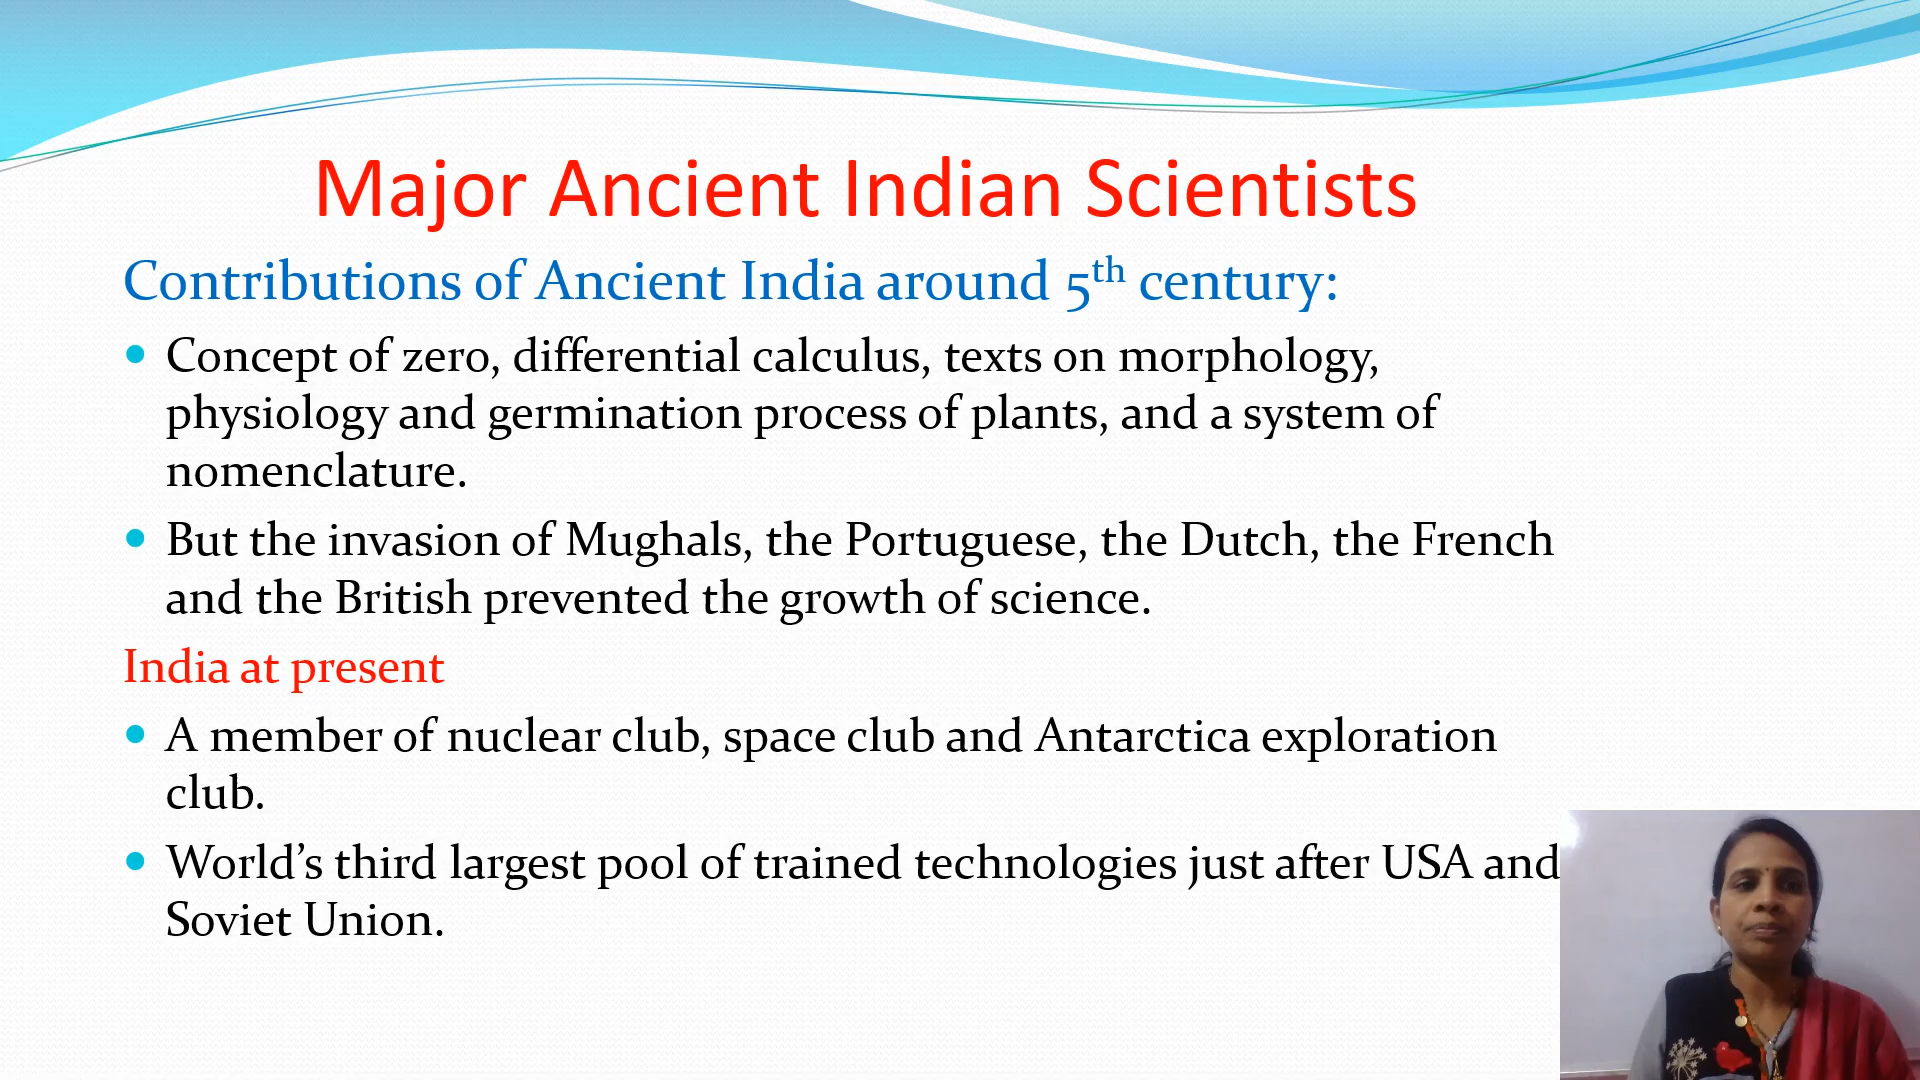 Major Ancient Indian Scientists
Contributions of Ancient India around 5th century:
Concept of zero, differential calculus, texts on morphology,
physiology and germination process of plants, and a system of
nomenclature.
But the invasion of Mughals, the Portuguese, the Dutch, the French
and the British prevented the growth of science.
India at present
A member of nuclear club, space club and Antarctica exploration
club.
World’s third largest pool of trained technologies just after USA and
Soviet Union.